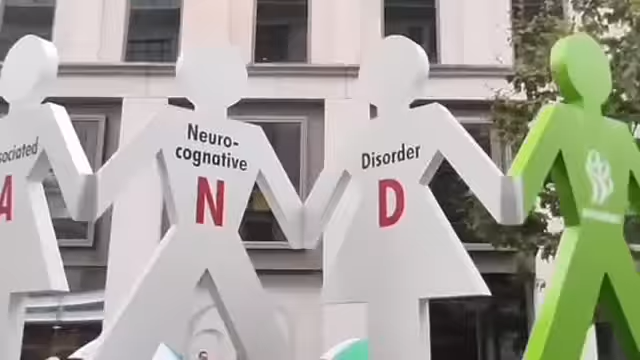 sociated
A
Neuro-
cognative
N
Disorder
D